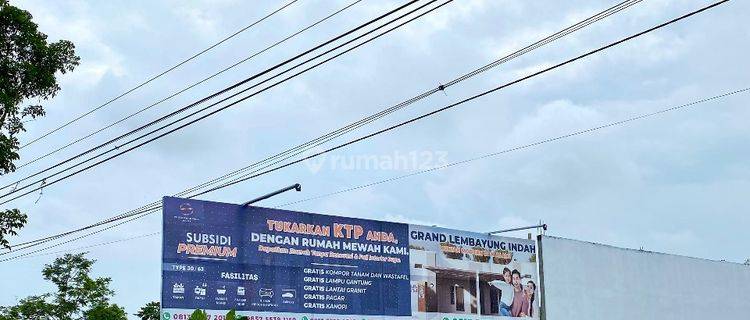 rumah123
SUBSIDI
PREMIUM
TYPE 30 / 63
FASILITAS
TUKARKAN KTP ANDA,
DENGAN RUMAH MEWAH KAMI.
GRATIS KOMPOR TANAM DAN WASTAFEL
GRATIS LAMPU GANTUNG
GRATIS LANTAI GRANIT
GRATIS PAGAR
GRATIS KANOPI
GRAND LEMBAYUNG INDAH